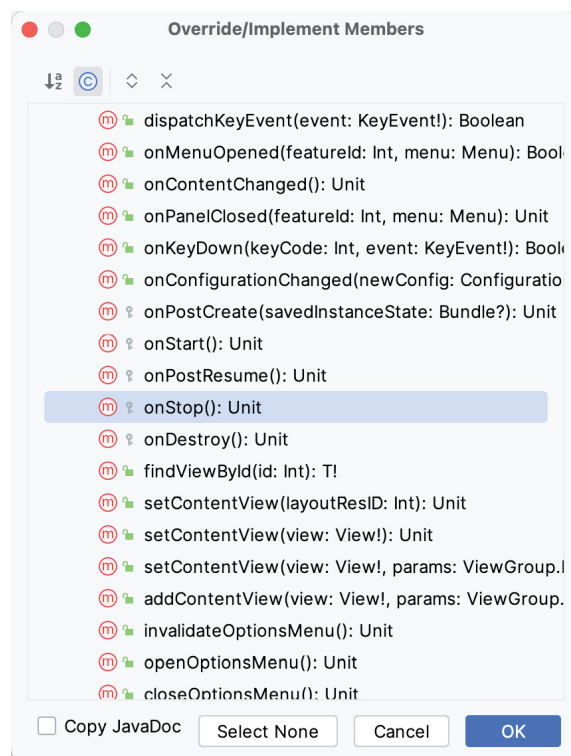 Override/Implement Members
dispatchKeyEvent(event: KeyEvent!): Boolean
onMenuOpened(featureId: Int, menu: Menu): Bool
onContentChanged(): Unit
onPanelClosed(featureId: Int, menu: Menu): Unit
onKeyDown(keyCode: Int, event: KeyEvent!): Boole
onConfigurationChanged(newConfig: Configuratio
onPostCreate(savedInstanceState: Bundle?): Unit
onStart(): Unit
onPostResume(): Unit
onStop(): Unit
onDestroy(): Unit
findViewById(id: Int): T!
setContentView(layoutResID: Int): Unit
setContentView(view: View!): Unit
setContentView(view: View!, params: ViewGroup.
addContentView(view: View!, params: ViewGroup.
invalidateOptionsMenu(): Unit
openOptionsMenu(): Unit
closeOptionsMenu(): Unit
Copy JavaDoc
Select None
Cancel
OK